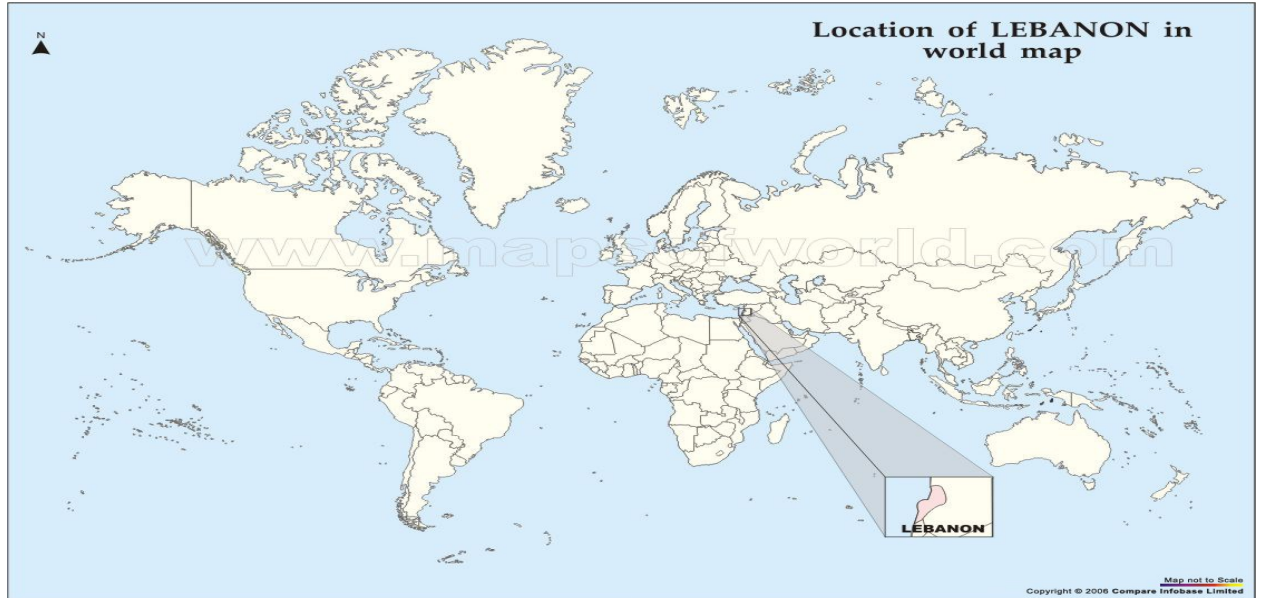 Location of LEBANON in
world map
N
www.mapsofworld.com
LEBANON
Map not to Scale
Copyright © 2006 Compare Infobase Limited